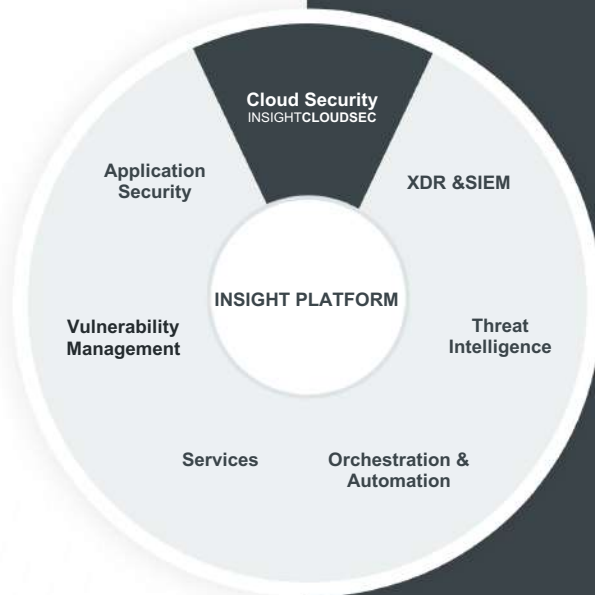 Cloud Security
INSIGHTCLOUDSEC
Application
Security
XDR &SIEM
INSIGHT PLATFORM
Vulnerability
Management
Threat
Intelligence
Services
Orchestration &
Automation